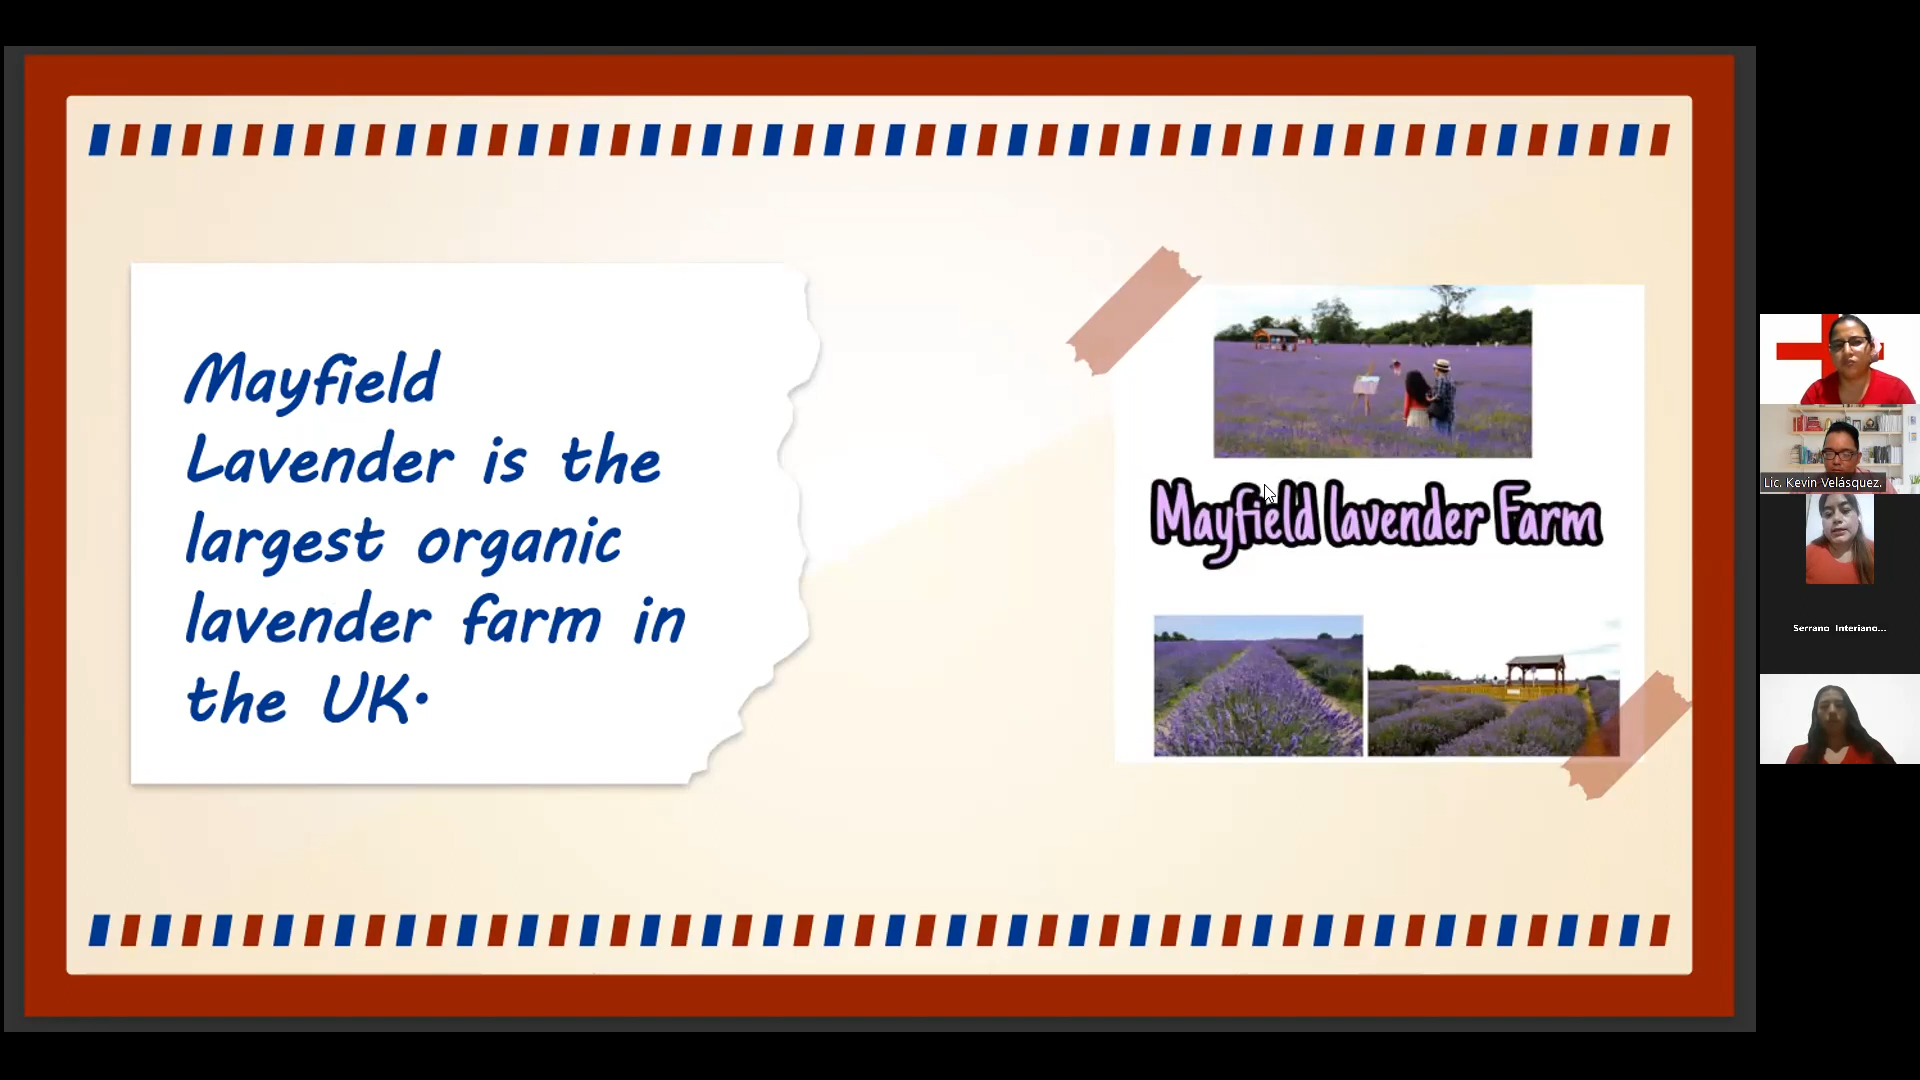 Mayfield
Lavender is the
largest organic
lavender farm in
the UK.
Mayfield lavender Farm
Lic. Kevin Velásquez.
Serrano Interiano...